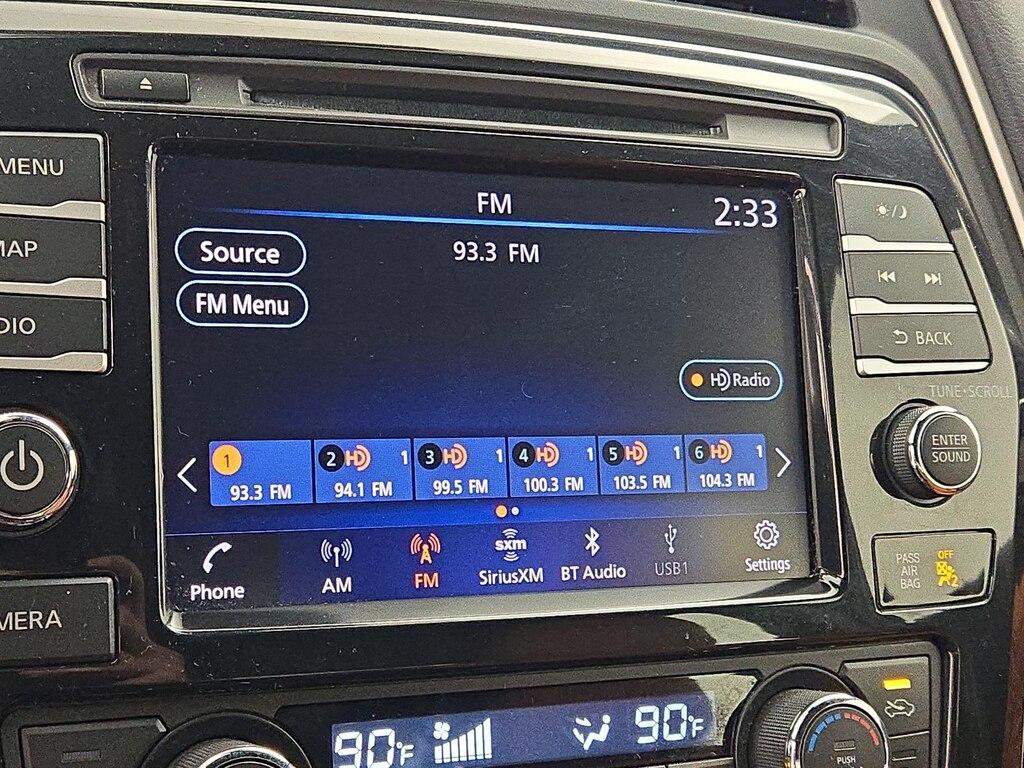 MENU
MAP
DIO
MERA
FM
2:33
93.3 FM
Source
FM Menu
HD Radio
1
93.3 FM
2 HD 1
94.1 FM
3 HD 1
99.5 FM
4 HD 1
100.3 FM
5 HD 1
103.5 FM
6 HD 1
104.3 FM
Phone
AM
FM
sxm
SiriusXM
BT Audio
USB1
Settings
BACK
TUNE•SCROLL
ENTER
SOUND
PASS
AIR
BAG
OFF
2
90°F
90°F
PUSH